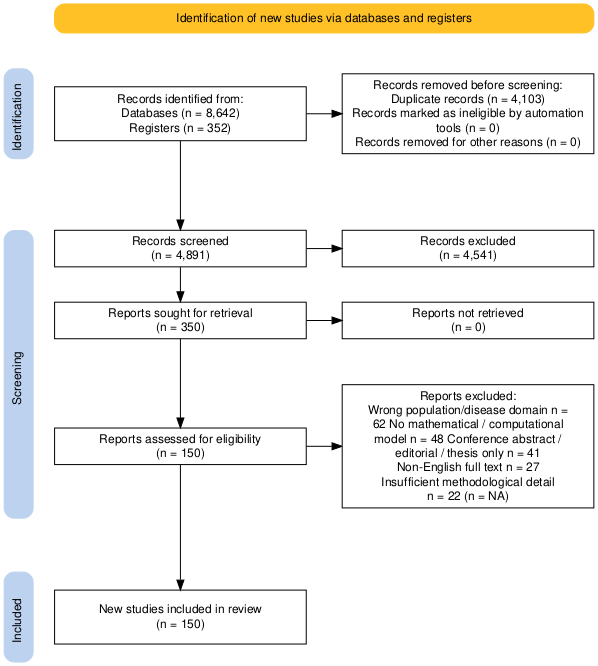 Identification of new studies via databases and registers
Identification
Records identified from:
Databases (n = 8,642)
Registers (n = 352)
Records removed before screening:
Duplicate records (n = 4,103)
Records marked as ineligible by automation
tools (n = 0)
Records removed for other reasons (n = 0)
Screening
Records screened
(n = 4,891)
Records excluded
(n = 4,541)
Reports sought for retrieval
(n = 350)
Reports not retrieved
(n = 0)
Reports assessed for eligibility
(n = 150)
Reports excluded:
Wrong population/disease domain n =
62 No mathematical / computational
model n = 48 Conference abstract /
editorial / thesis only n = 41
Non-English full text n = 27
Insufficient methodological detail
n = 22 (n = NA)
Included
New studies included in review
(n = 150)